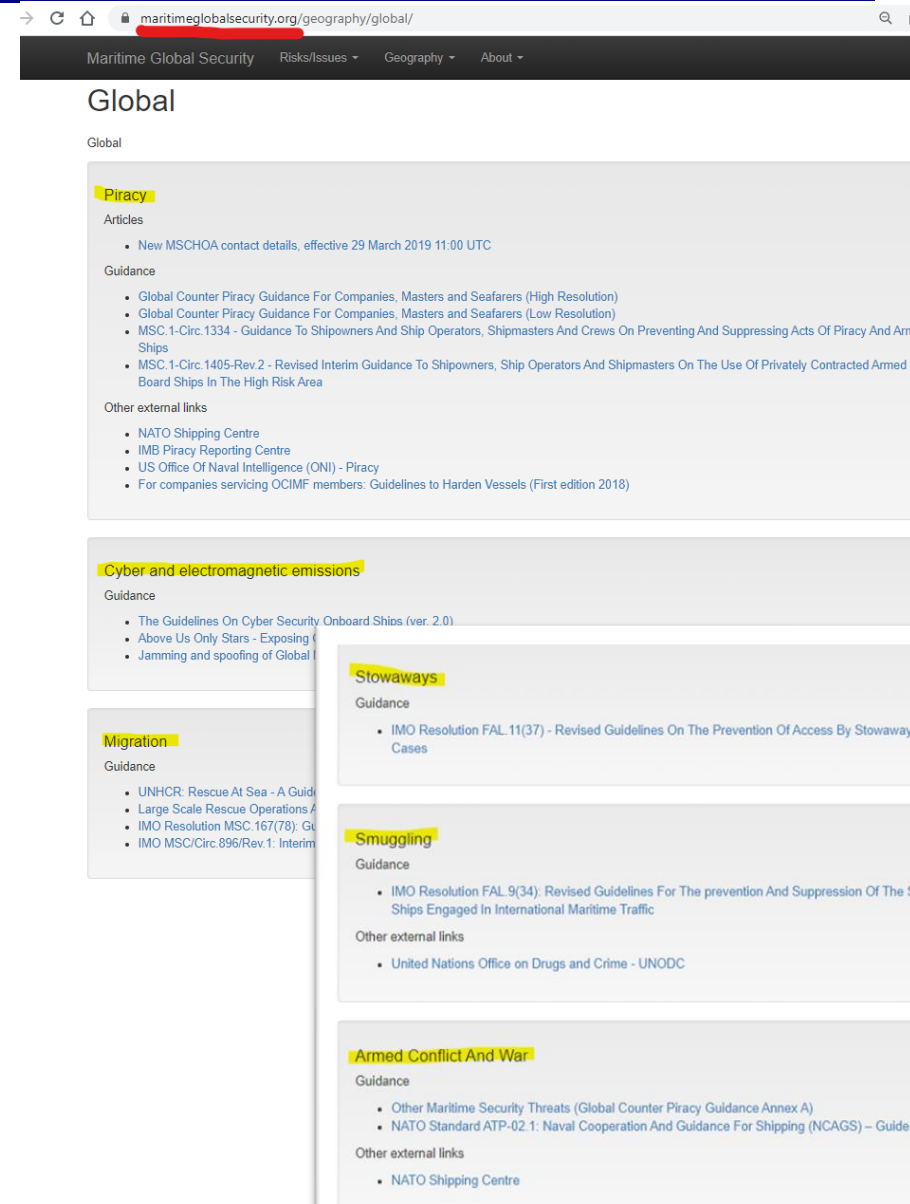 maritimeglobalsecurity.org/geography/global/
Maritime Global Security Risks/Issues Geography About
Global
Global
Piracy
Articles
• New MSCHOA contact details, effective 29 March 2019 11:00 UTC
Guidance
• Global Counter Piracy Guidance For Companies, Masters and Seafarers (High Resolution)
• Global Counter Piracy Guidance For Companies, Masters and Seafarers (Low Resolution)
• MSC.1-Circ.1334 - Guidance To Shipowners And Ship Operators, Shipmasters And Crews On Preventing And Suppressing Acts Of Piracy And
Ships
• MSC.1-Circ.1405-Rev.2 - Revised Interim Guidance To Shipowners, Ship Operators And Shipmasters On The Use Of Privately Contracted Armed
Board Ships In The High Risk Area
Other external links
• NATO Shipping Centre
• IMB Piracy Reporting Centre
• US Office Of Naval Intelligence (ONI) - Piracy
• For companies servicing OCIMF members: Guidelines to Harden Vessels (First edition 2018)
Cyber and electromagnetic emissions
Guidance
• The Guidelines On Cyber Security Onboard Ships (ver. 2.0)
• Above Us Only Stars - Exposing
• Jamming and spoofing of Global
Migration
Guidance
• UNHCR: Rescue At Sea - A
• Large Scale Rescue Operations
• IMO Resolution MSC.167(78):
• IMO MSC/Circ.896/Rev.1: Interim
Stowaways
Guidance
• IMO Resolution FAL.11(37) - Revised Guidelines On The Prevention Of Access By
Cases
Smuggling
Guidance
• IMO Resolution FAL.9(34): Revised Guidelines For The prevention And Suppression Of The
Ships Engaged In International Maritime Traffic
Other external links
• United Nations Office on Drugs and Crime - UNODC
Armed Conflict And War
Guidance
• Other Maritime Security Threats (Global Counter Piracy Guidance Annex A)
• NATO Standard ATP-02.1: Naval Cooperation And Guidance For Shipping (NCAGS) – Guide
Other external links
• NATO Shipping Centre